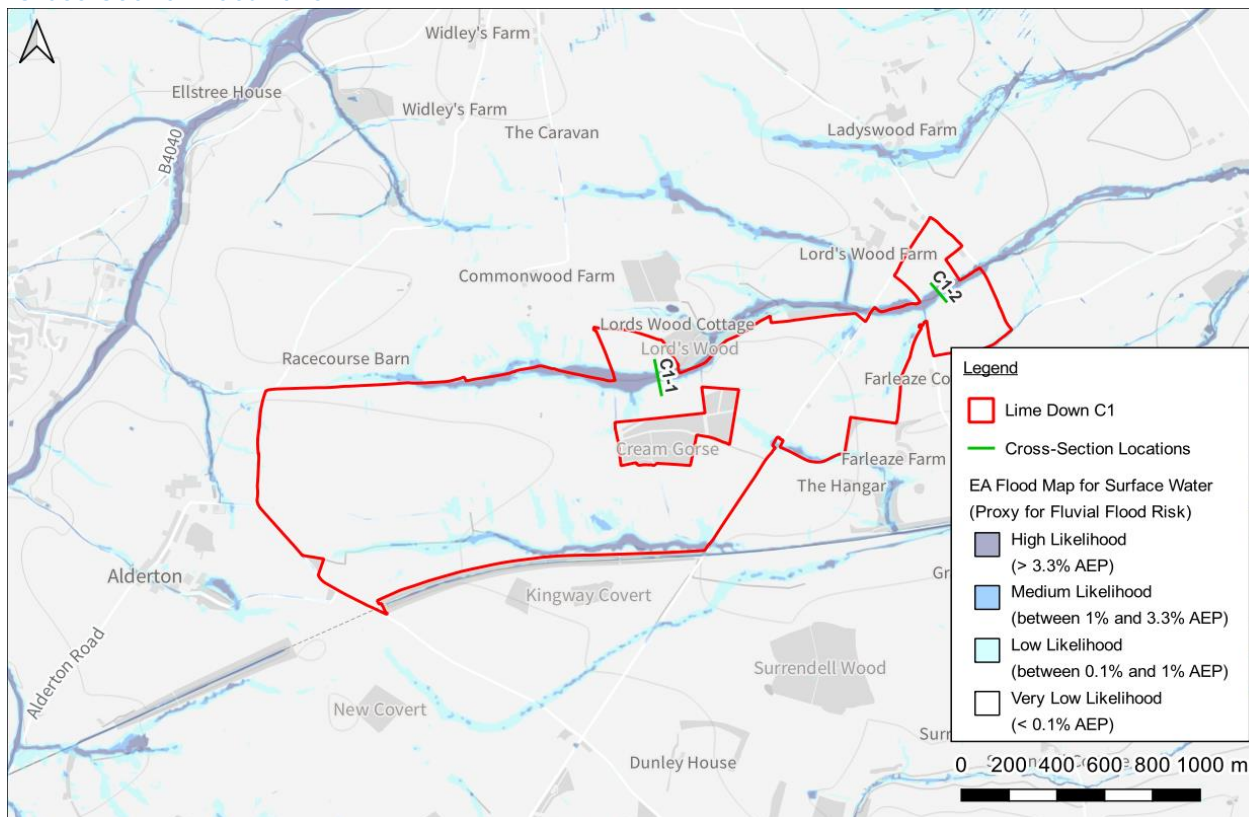 Widley's Farm
Ellstree House
Widley's Farm
The Caravan
Ladyswood Farm
B4040
Lord's Wood Farm
Commonwood Farm
C1-2
Lords Wood Cottage
Lord's Wood
Racecourse Barn
C1-1
Farleaze Co
Cream Gorse
Farleaze Farm
The Hangar
Alderton
Kingway Covert
Gr
Surrendell Wood
Alderton Road
New Covert
Surr
Dunley House
Legend
Lime Down C1
Cross-Section Locations
EA Flood Map for Surface Water
(Proxy for Fluvial Flood Risk)
High Likelihood
(> 3.3% AEP)
Medium Likelihood
(between 1% and 3.3% AEP)
Low Likelihood
(between 0.1% and 1% AEP)
Very Low Likelihood
(< 0.1% AEP)
0 200 400 600 800 1000 m